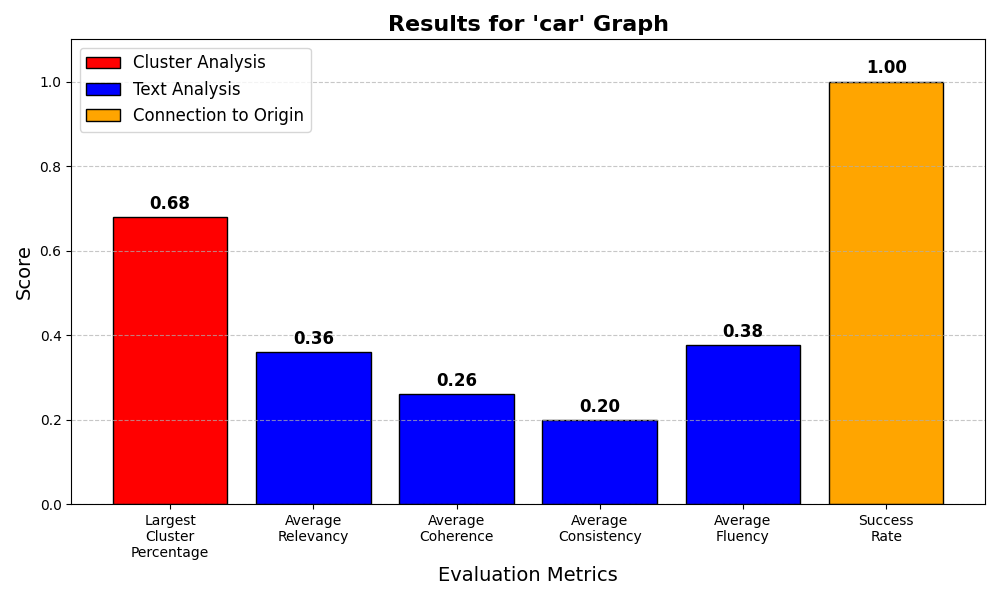 Results for 'car' Graph
Cluster Analysis
Text Analysis
Connection to Origin
Score
1.0
0.8
0.6
0.4
0.2
0.0
0.68
0.36
0.26
0.20
0.38
1.00
Largest
Cluster
Percentage
Average
Relevancy
Average
Coherence
Average
Consistency
Average
Fluency
Success
Rate
Evaluation Metrics